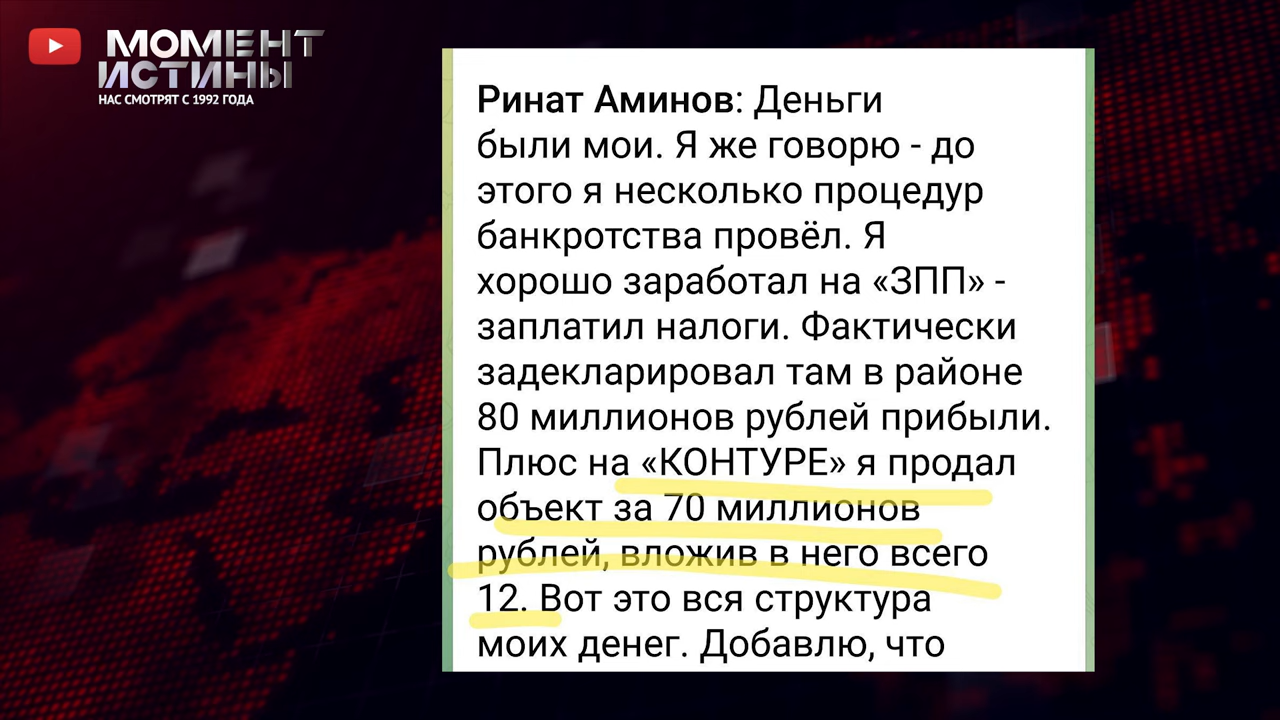 МОМЕНТ
ИСТИНЫ
НАС СМОТРЯТ С 1992 ГОДА
Ринат Аминов: Деньги
были мои. Я же говорю - до
этого я несколько процедур
банкротства провёл. Я
хорошо заработал на «ЗПП» -
заплатил налоги. Фактически
задекларировал там в районе
80 миллионов рублей прибыли.
Плюс на «КОНТУРЕ» я продал
объект за 70 миллионов
рублей, вложив в него всего
12. Вот это вся структура
моих денег. Добавлю, что